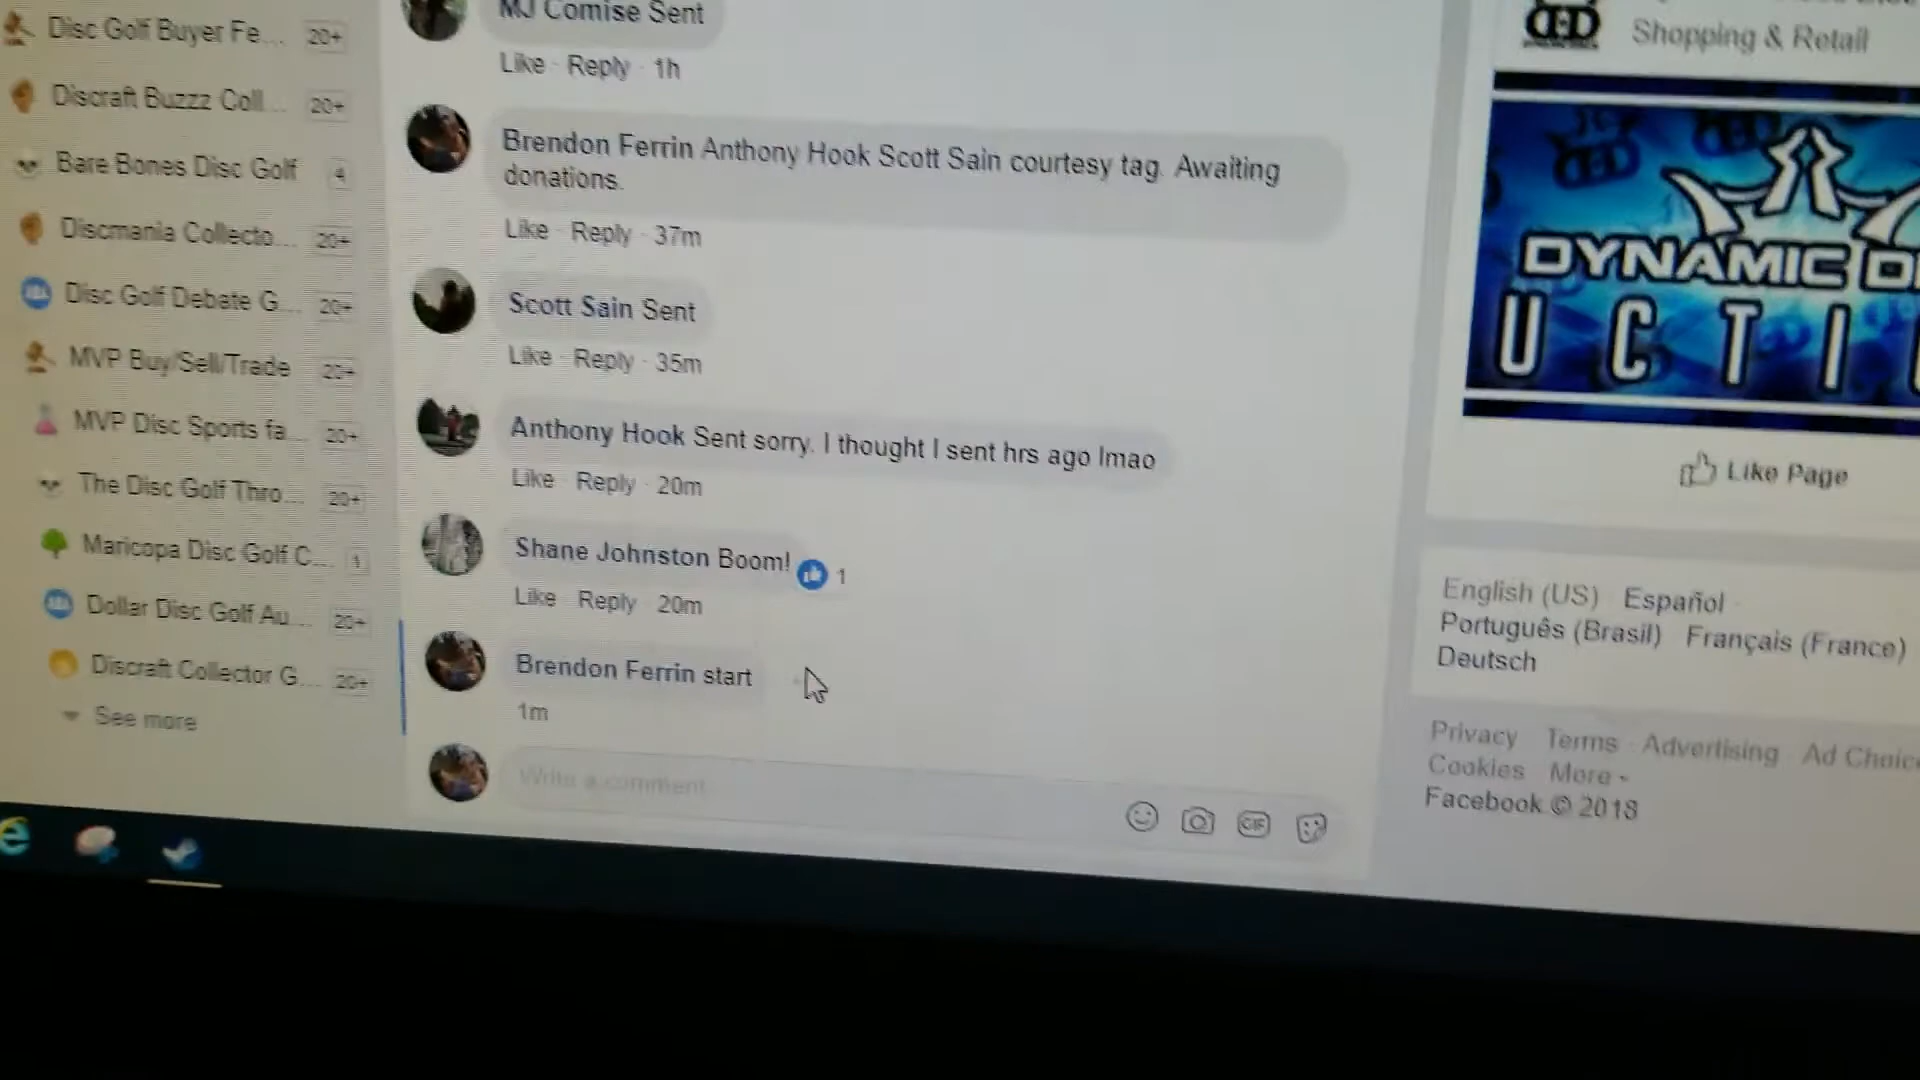 Disc Golf Buyer Fe... 20+
Discraft Buzzz Coll... 20+
Bare Bones Disc Golf 4
Discmania Collecto... 20+
Disc Golf Debate G... 20+
MVP Buy/Sell/Trade 20+
MVP Disc Sports fa... 20+
The Disc Golf Thro... 20+
Maricopa Disc Golf C... 1
Dollar Disc Golf Au... 20+
Discraft Collector G... 20+
See more
MJ Comise Sent
Like · Reply · 1h
Brendon Ferrin Anthony Hook Scott Sain courtesy tag. Awaiting
donations.
Like · Reply · 37m
Scott Sain Sent
Like · Reply · 35m
Anthony Hook Sent sorry. I thought I sent hrs ago lmao
Like · Reply · 20m
Shane Johnston Boom! 1
Like · Reply · 20m
Brendon Ferrin start
1m
Write a comment
GIF
Shopping & Retail
DYNAMIC D
UCTI
Like Page
English (US) · Español ·
Português (Brasil) · Français (France)
Deutsch
Privacy · Terms · Advertising · Ad Choic
Cookies · More
Facebook © 2018